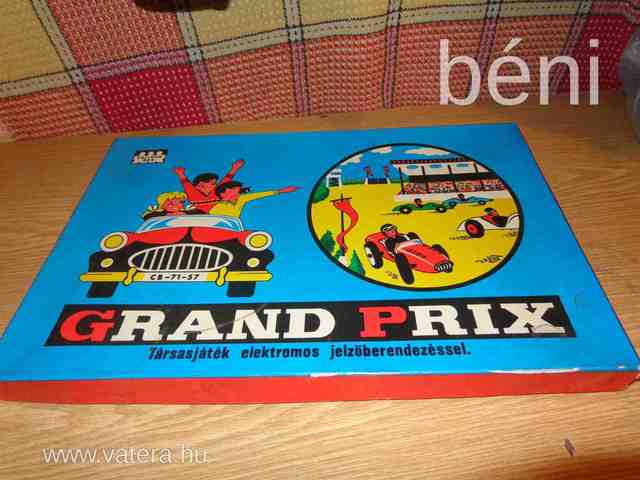 béni
CB-71-57
GRAND PRIX
Társasjáték elektromos jelzőberendezéssel.
www.vatera.hu